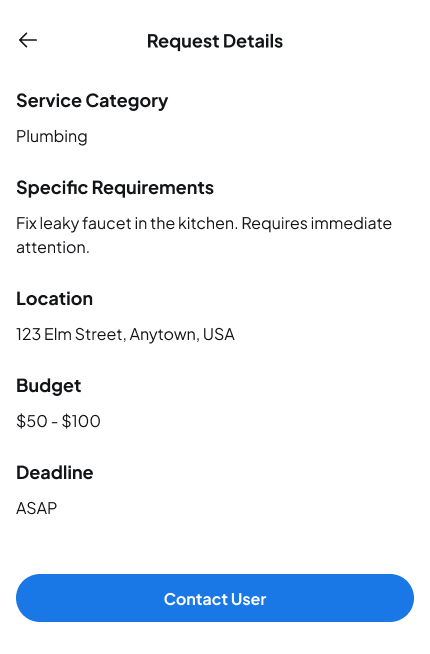 Request Details
Service Category
Plumbing
Specific Requirements
Fix leaky faucet in the kitchen. Requires immediate
attention.
Location
123 Elm Street, Anytown, USA
Budget
$50 - $100
Deadline
ASAP
Contact User